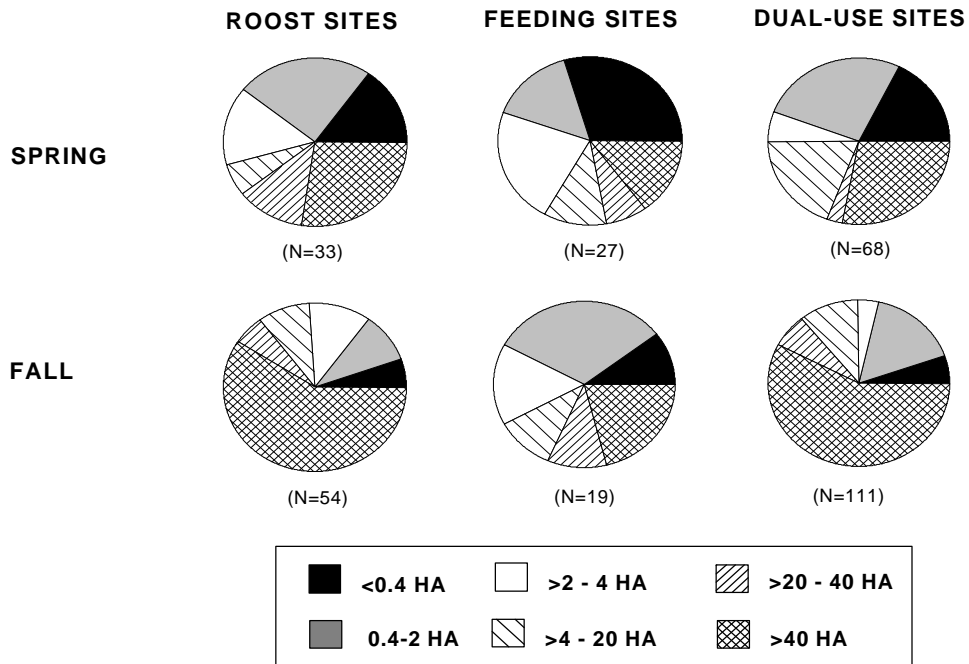 ROOST SITES FEEDING SITES DUAL-USE SITES
SPRING
(N=33) (N=27) (N=68)
FALL
(N=54) (N=19) (N=111)
<0.4 HA >2 - 4 HA >20 - 40 HA
0.4-2 HA >4 - 20 HA >40 HA